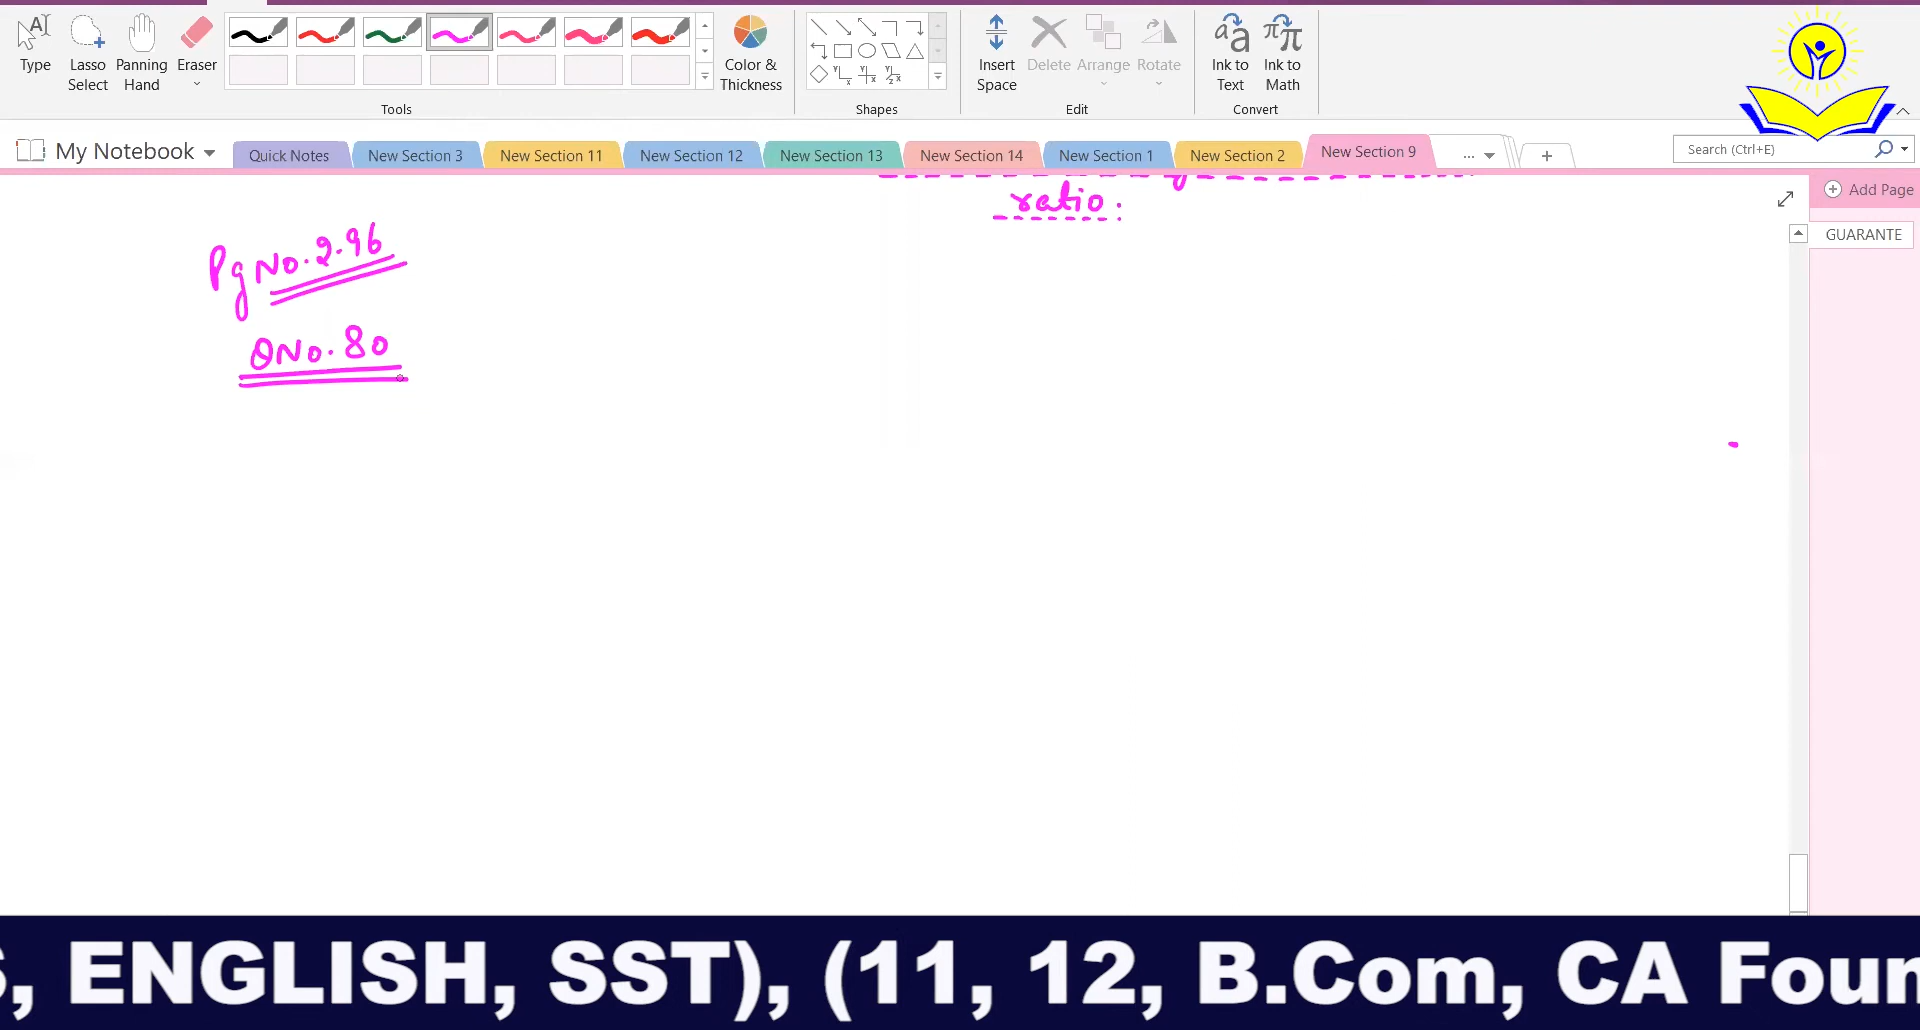 Type
Lasso Select
Panning Hand
Eraser
Color & Thickness
Insert Space
Delete
Arrange
Rotate
Ink to Text
Ink to Math
Tools
Shapes
Edit
Convert
My Notebook
Quick Notes
New Section 3
New Section 11
New Section 12
New Section 13
New Section 14
New Section 1
New Section 2
New Section 9
...
Search (Ctrl+E)
Add Page
GUARANTE
ratio.
Pg No. 2.96
QNo. 80
, ENGLISH, SST), (11, 12, B.Com, CA Foun